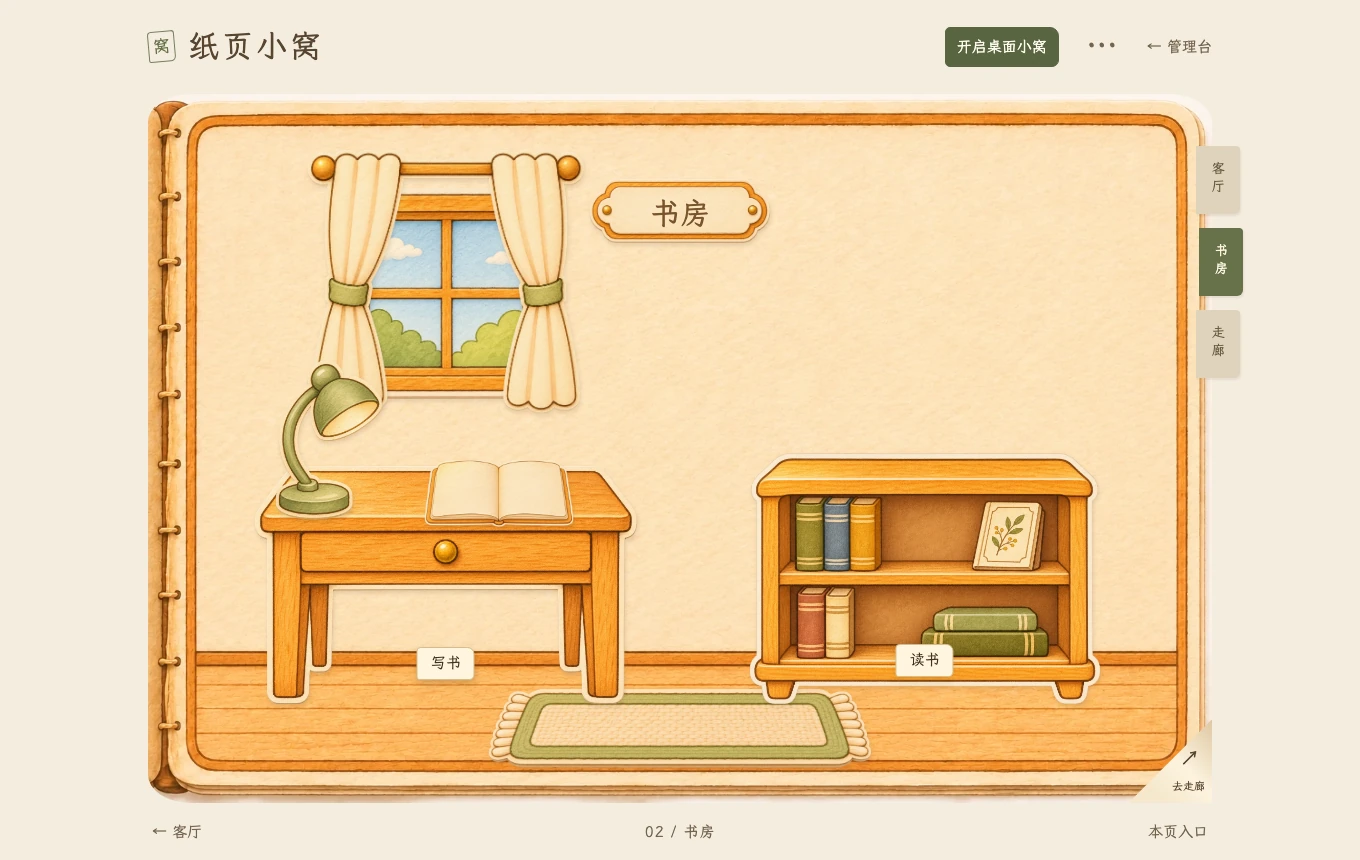 窝
纸页小窝
开启桌面小窝
•••
← 管理台
书房
客厅
书房
走廊
写书
读书
↗
去走廊
← 客厅
02 / 书房
本页入口